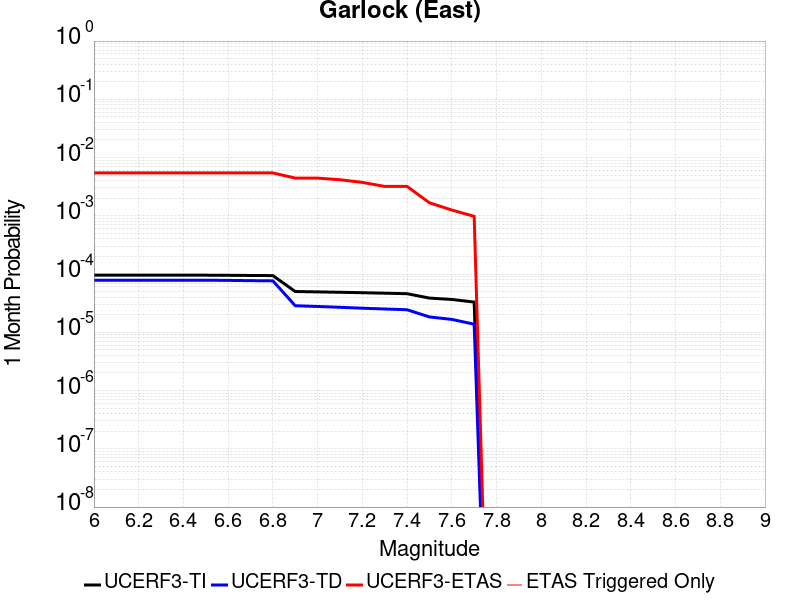 Garlock (East)
10^0
10^-1
10^-2
10^-3
10^-4
10^-5
10^-6
10^-7
10^-8
1 Month Probability
6 6.2 6.4 6.6 6.8 7 7.2 7.4 7.6 7.8 8 8.2 8.4 8.6 8.8 9
Magnitude
UCERF3-TI UCERF3-TD UCERF3-ETAS ETAS Triggered Only